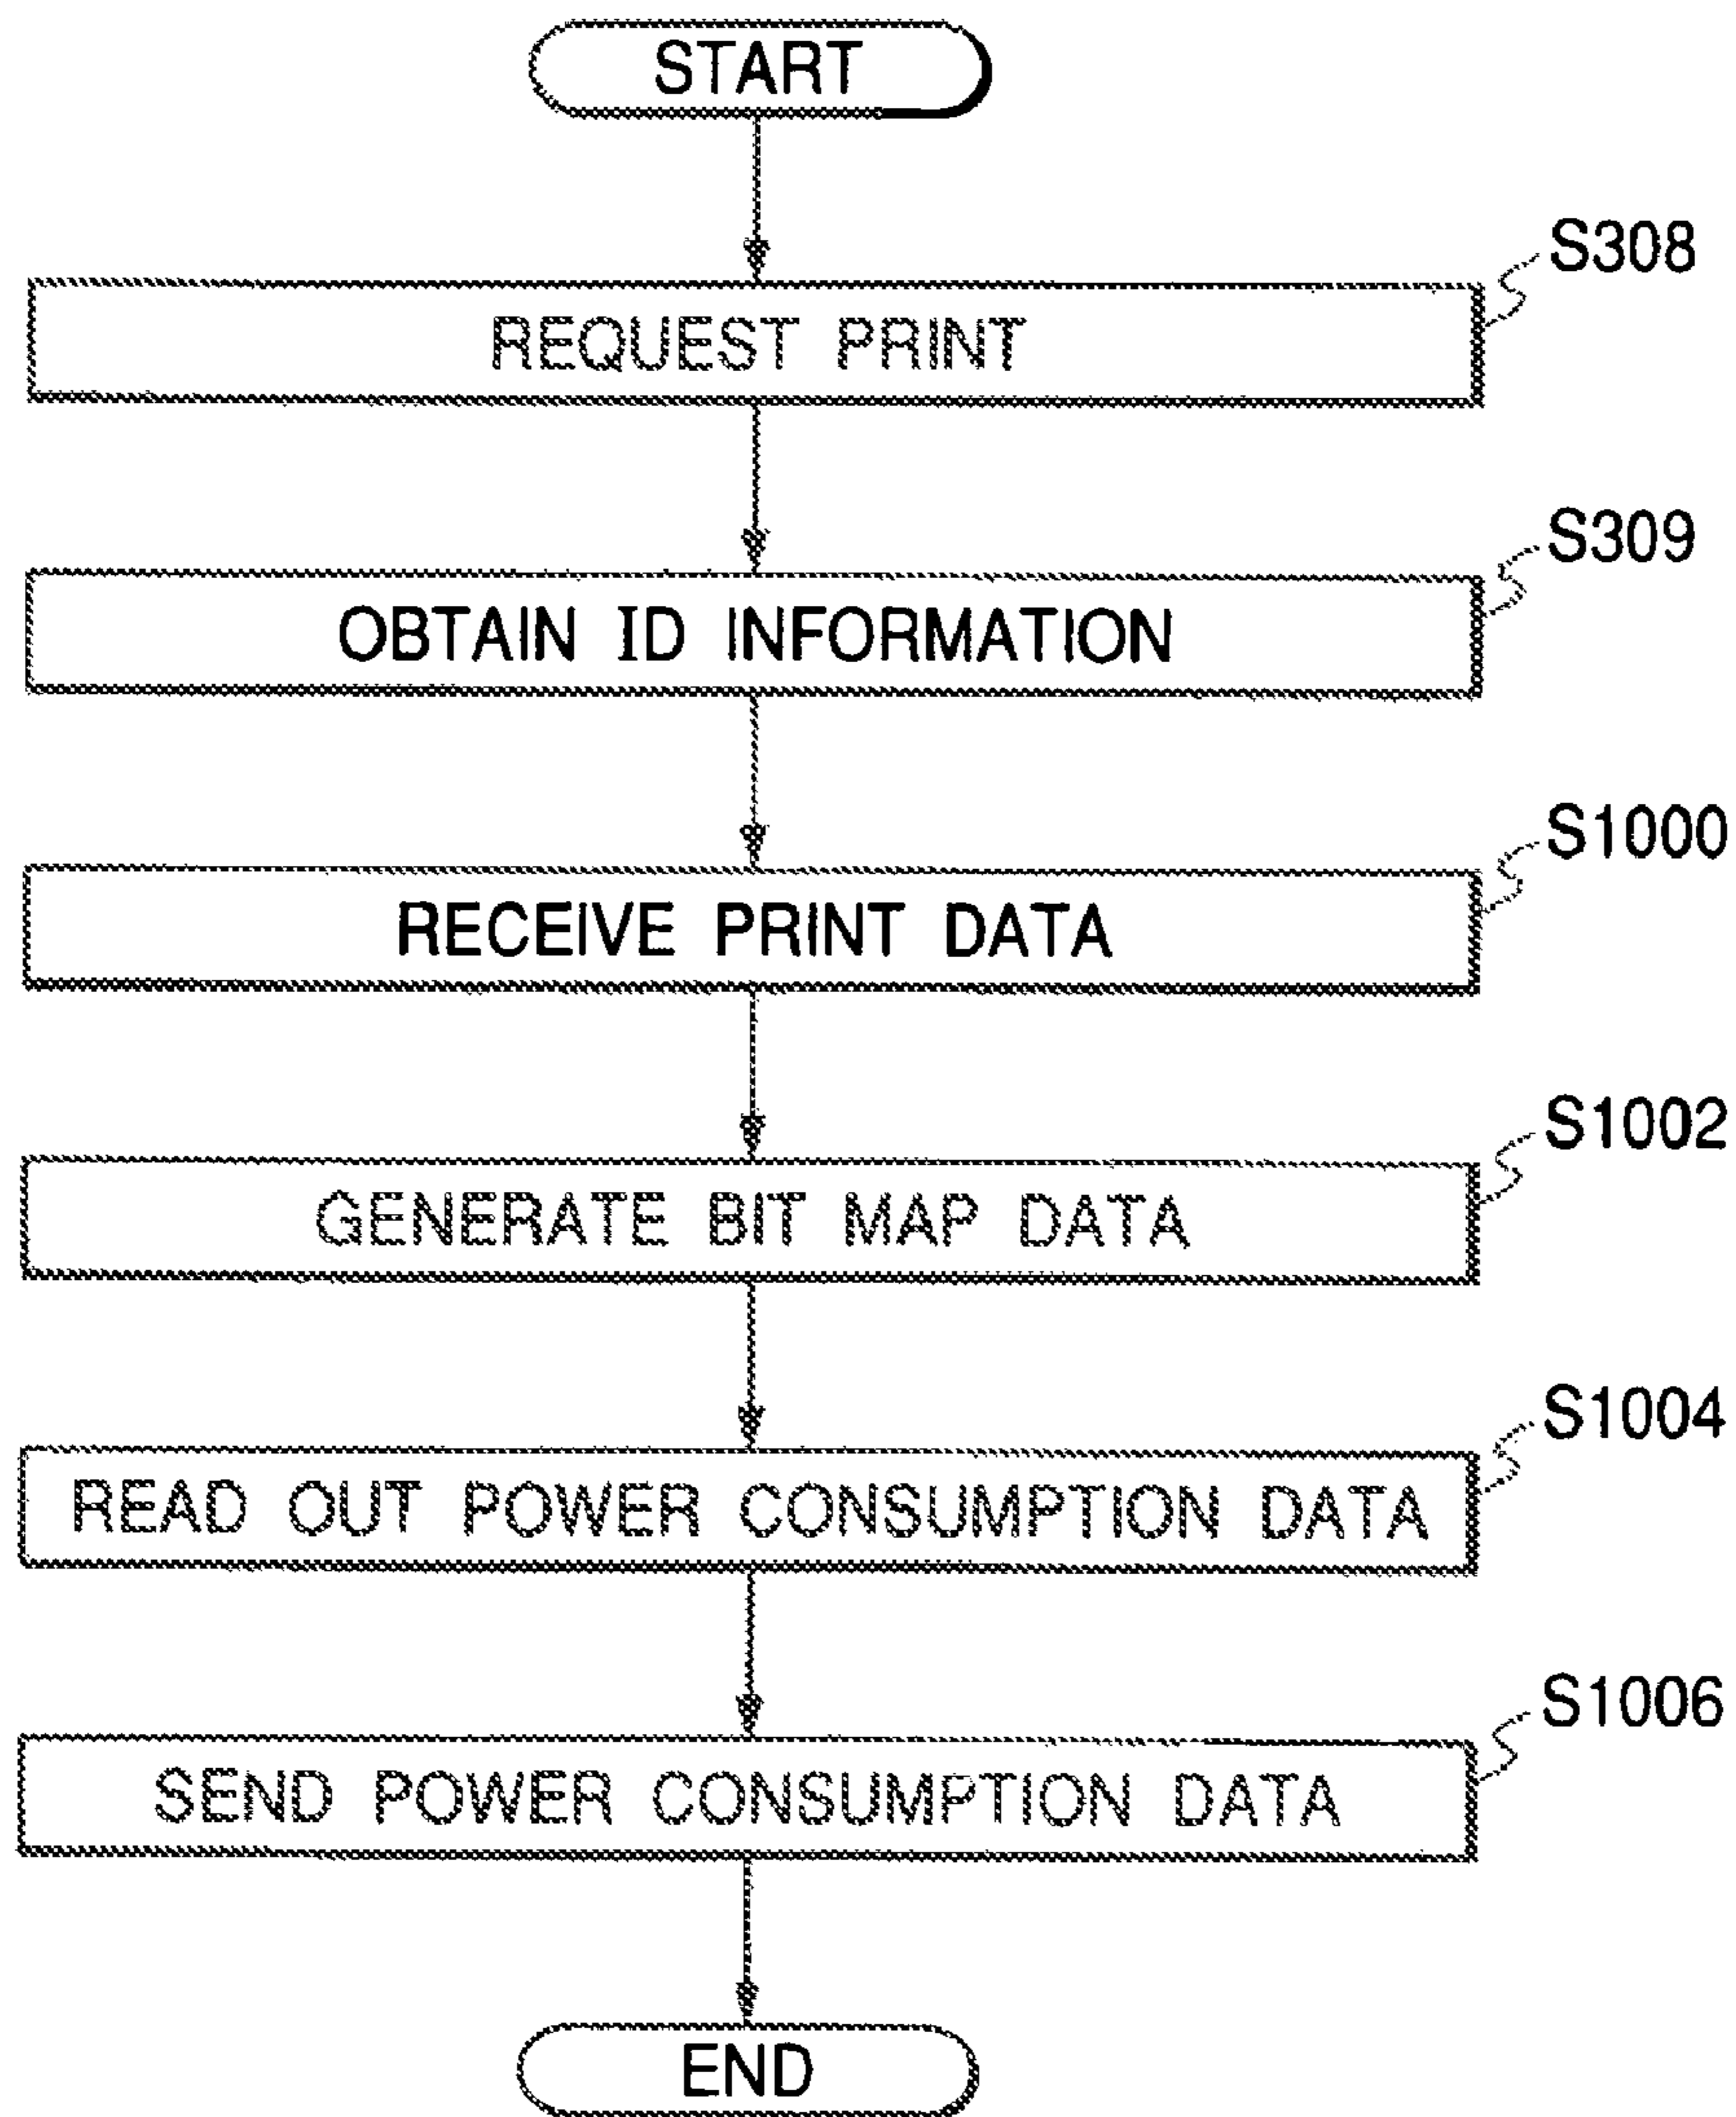 START
S308
REQUEST PRINT
S309
OBTAIN ID INFORMATION
S1000
RECEIVE PRINT DATA
S1002
GENERATE BIT MAP DATA
S1004
READ OUT POWER CONSUMPTION DATA
S1006
SEND POWER CONSUMPTION DATA
END